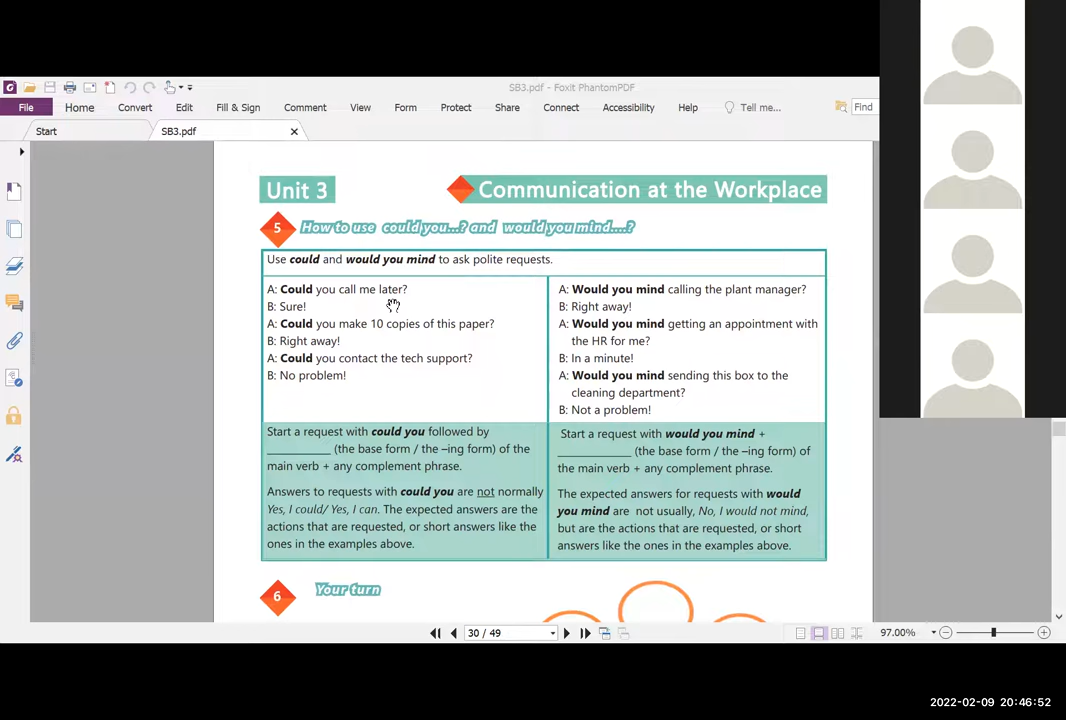 SB3.pdf - Foxit PhantomPDF
File Home Convert Edit Fill & Sign Comment View Form Protect Share Connect Accessibility Help Tell me... Find
Start SB3.pdf
Unit 3
Communication at the Workplace
5 How to use could you...? and would you mind....?
Use could and would you mind to ask polite requests.
A: Could you call me later?
B: Sure!
A: Could you make 10 copies of this paper?
B: Right away!
A: Could you contact the tech support?
B: No problem!
A: Would you mind calling the plant manager?
B: Right away!
A: Would you mind getting an appointment with
the HR for me?
B: In a minute!
A: Would you mind sending this box to the
cleaning department?
B: Not a problem!
Start a request with could you followed by
____________ (the base form / the –ing form) of the
main verb + any complement phrase.
Answers to requests with could you are not normally
Yes, I could/ Yes, I can. The expected answers are the
actions that are requested, or short answers like the
ones in the examples above.
Start a request with would you mind +
_____________ (the base form / the –ing form) of
the main verb + any complement phrase.
The expected answers for requests with would
you mind are not usually, No, I would not mind,
but are the actions that are requested, or short
answers like the ones in the examples above.
6 Your turn
30 / 49
97.00%
2022-02-09 20:46:52